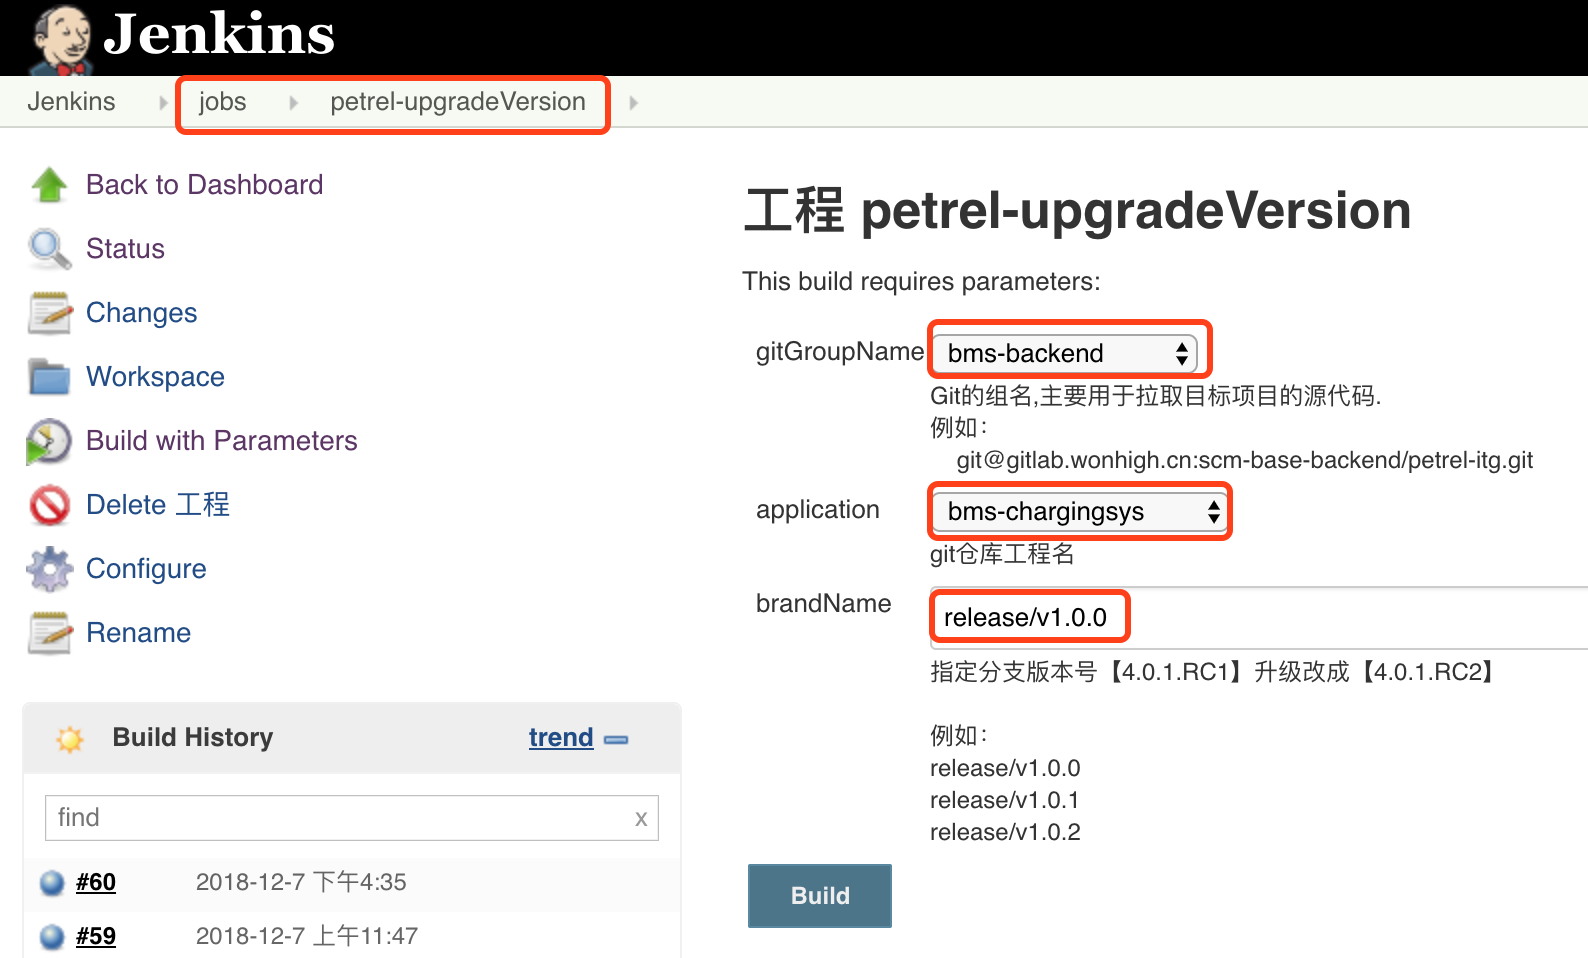 Jenkins
Jenkins jobs petrel-upgradeVersion
Back to Dashboard
Status
Changes
Workspace
Build with Parameters
Delete 工程
Configure
Rename
Build History trend
find x
#60 2018-12-7 下午4:35
#59 2018-12-7 上午11:47
工程 petrel-upgradeVersion
This build requires parameters:
gitGroupName bms-backend
Git的组名,主要用于拉取目标项目的源代码.
例如：
git@gitlab.wonhigh.cn:scm-base-backend/petrel-itg.git
application bms-chargingsys
git仓库工程名
brandName release/v1.0.0
指定分支版本号【4.0.1.RC1】升级改成【4.0.1.RC2】
例如：
release/v1.0.0
release/v1.0.1
release/v1.0.2
Build